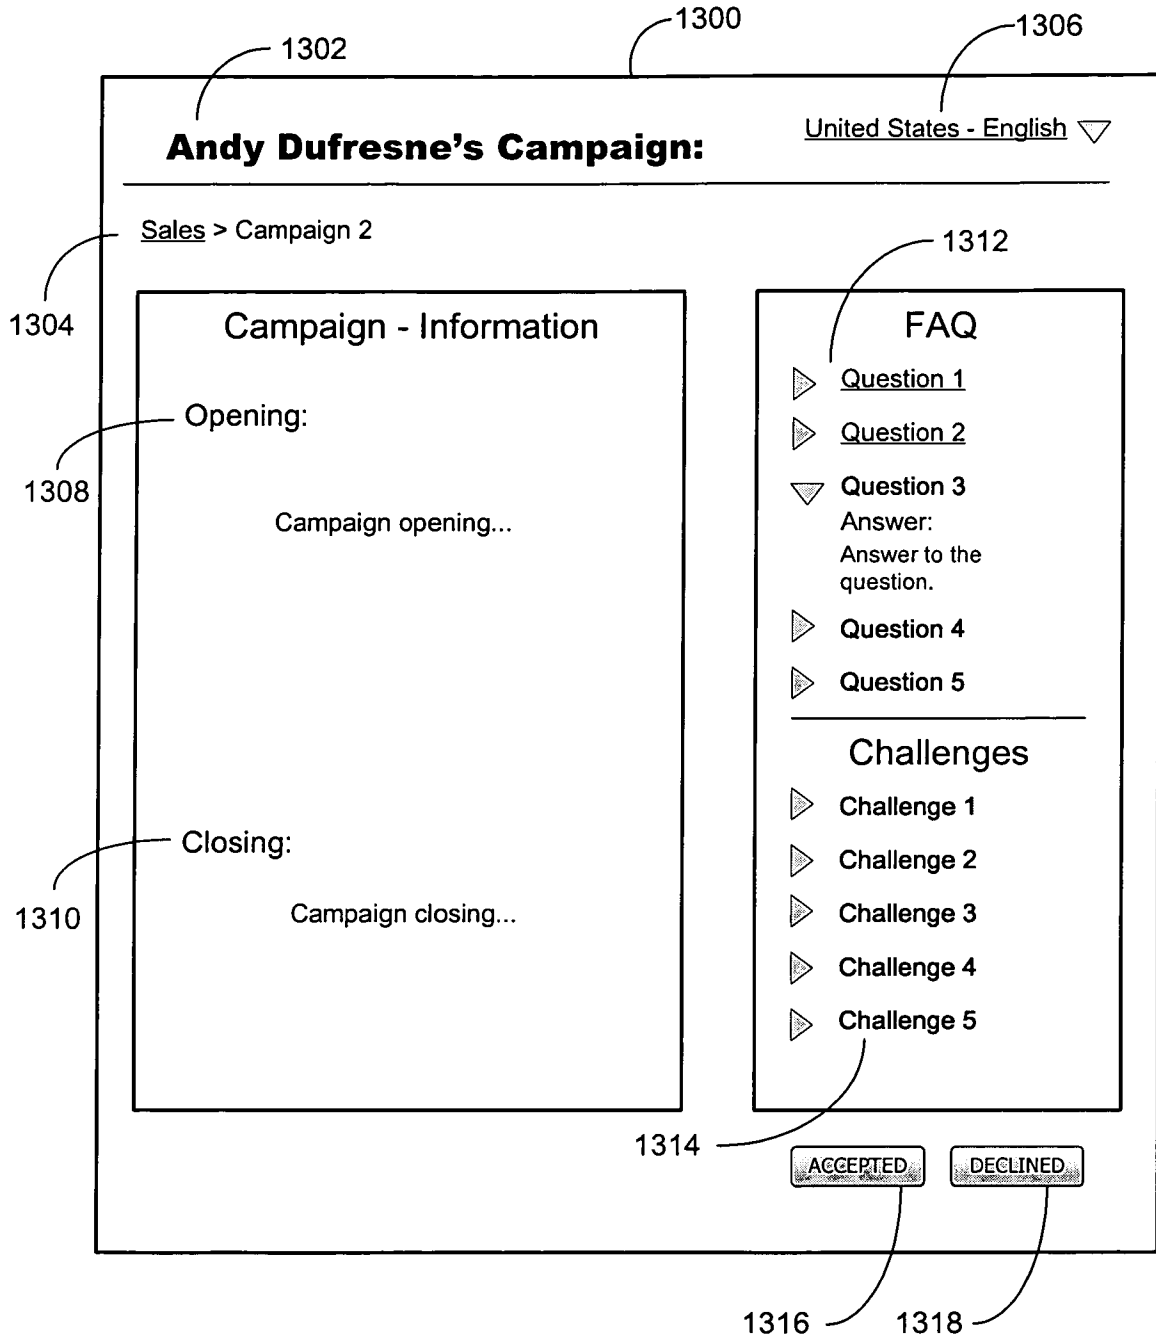 1300
1302
1306
Andy Dufresne's Campaign:
United States - English
Sales > Campaign 2
1304
1312
Campaign - Information
Opening:
1308
Campaign opening...
Closing:
1310
Campaign closing...
FAQ
Question 1
Question 2
Question 3
Answer:
Answer to the
question.
Question 4
Question 5
Challenges
Challenge 1
Challenge 2
Challenge 3
Challenge 4
Challenge 5
1314
ACCEPTED
DECLINED
1316
1318